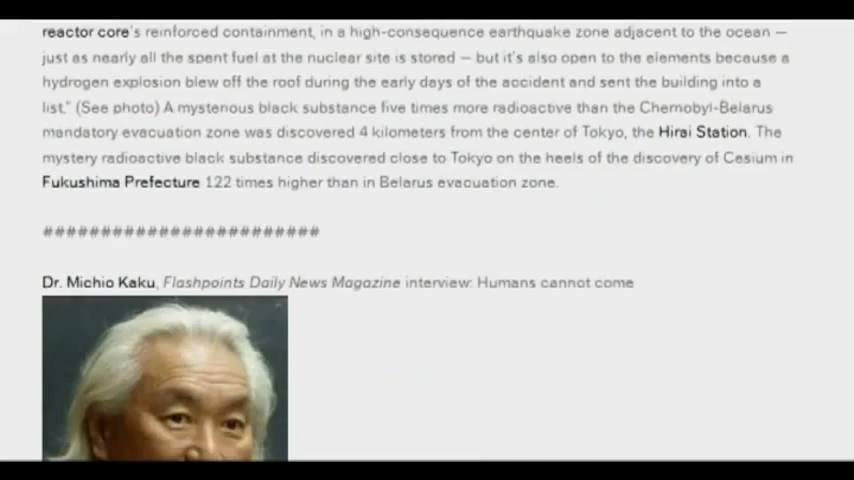 reactor core's reinforced containment, in a high-consequence earthquake zone adjacent to the ocean —
just as nearly all the spent fuel at the nuclear site is stored — but it's also open to the elements because a
hydrogen explosion blew off the roof during the early days of the accident and sent the building into a
list." (See photo) A mysterious black substance five times more radioactive than the Chernobyl-Belarus
mandatory evacuation zone was discovered 4 kilometers from the center of Tokyo, the Hirai Station. The
mystery radioactive black substance discovered close to Tokyo on the heels of the discovery of Cesium in
Fukushima Prefecture 122 times higher than in Belarus evacuation zone.
########################
Dr. Michio Kaku, Flashpoints Daily News Magazine interview: Humans cannot come